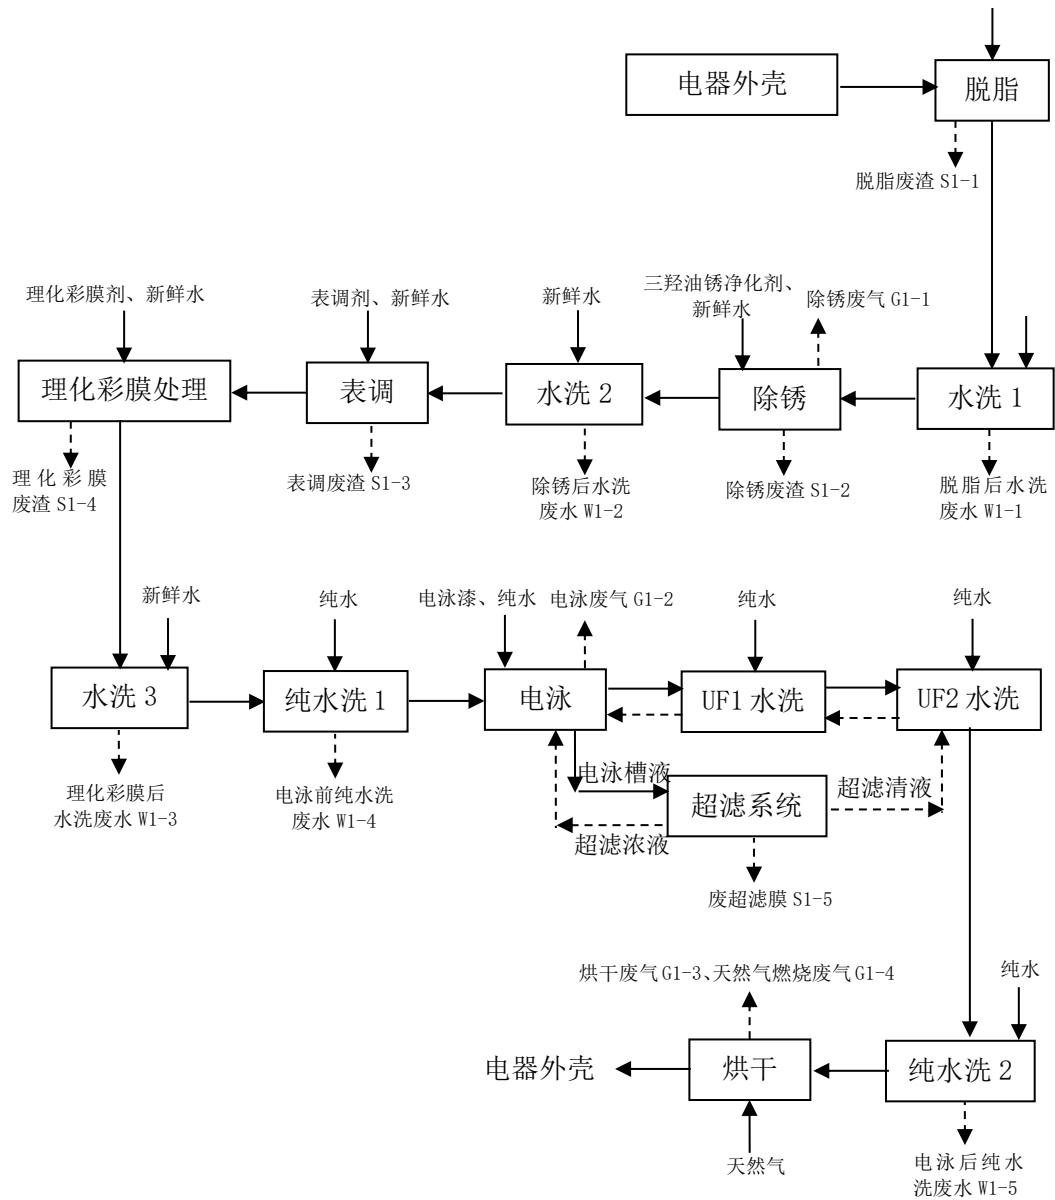 电器外壳
脱脂
脱脂废渣 S1-1
理化彩膜剂、新鲜水
表调剂、新鲜水
新鲜水
三羟油锈净化剂、
新鲜水
除锈废气 G1-1
理化彩膜处理
表调
水洗 2
除锈
水洗 1
理化彩膜
废渣 S1-4
表调废渣 S1-3
除锈后水洗
废水 W1-2
除锈废渣 S1-2
脱脂后水洗
废水 W1-1
新鲜水
纯水
电泳漆、纯水
电泳废气 G1-2
纯水
纯水
水洗 3
纯水洗 1
电泳
UF1 水洗
UF2 水洗
理化彩膜后
水洗废水 W1-3
电泳前纯水洗
废水 W1-4
电泳槽液
超滤系统
超滤清液
超滤浓液
废超滤膜 S1-5
烘干废气 G1-3、天然气燃烧废气 G1-4
纯水
电器外壳
烘干
纯水洗 2
天然气
电泳后纯水
洗废水 W1-5